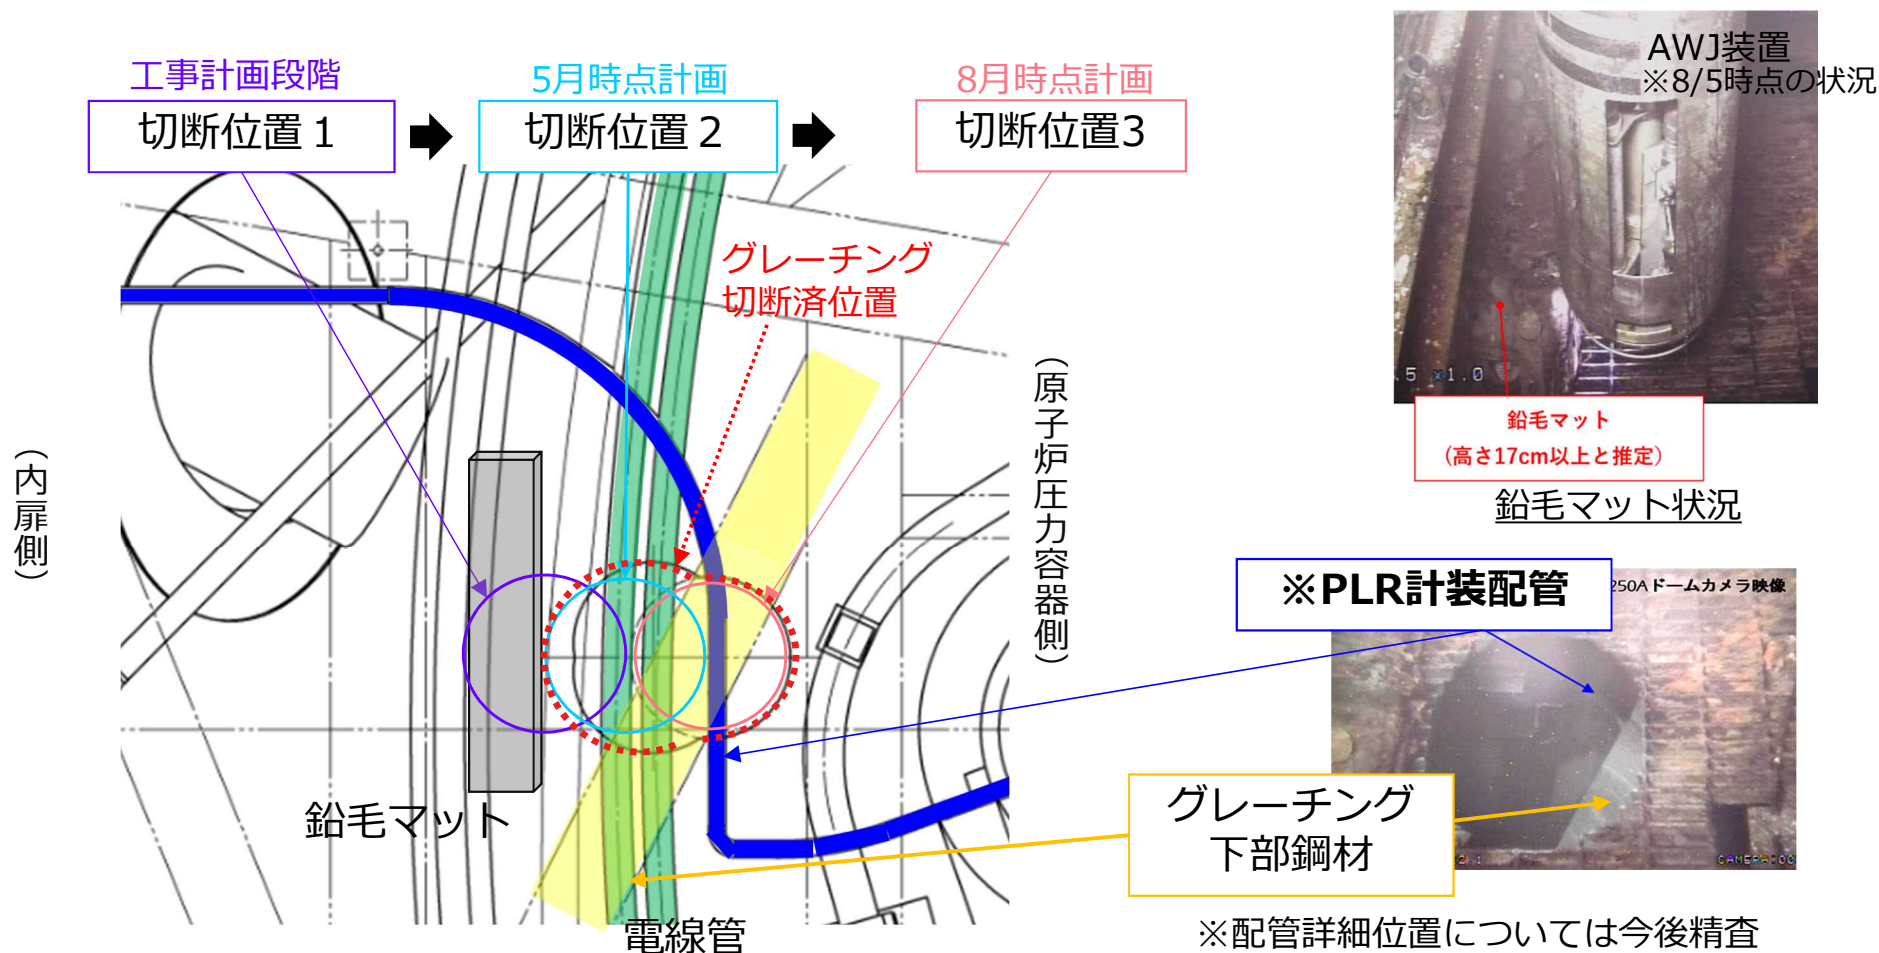 工事計画段階
切断位置１
5月時点計画
切断位置２
8月時点計画
切断位置3
グレーチング
切断済位置
（内扉側）
（原子炉圧力容器側）
鉛毛マット
電線管
AWJ装置
※8/5時点の状況
5 x1.0
鉛毛マット
(高さ17cm以上と推定)
鉛毛マット状況
※PLR計装配管
250Aドームカメラ映像
グレーチング
下部鋼材
※配管詳細位置については今後精査